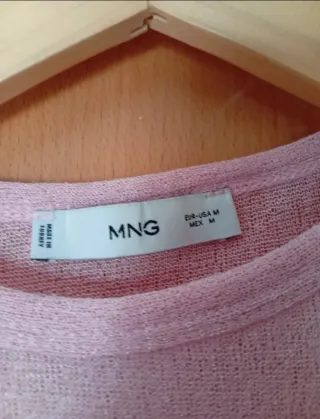 MADE IN
TURKEY
MNG
EUR-USA M
MEX M